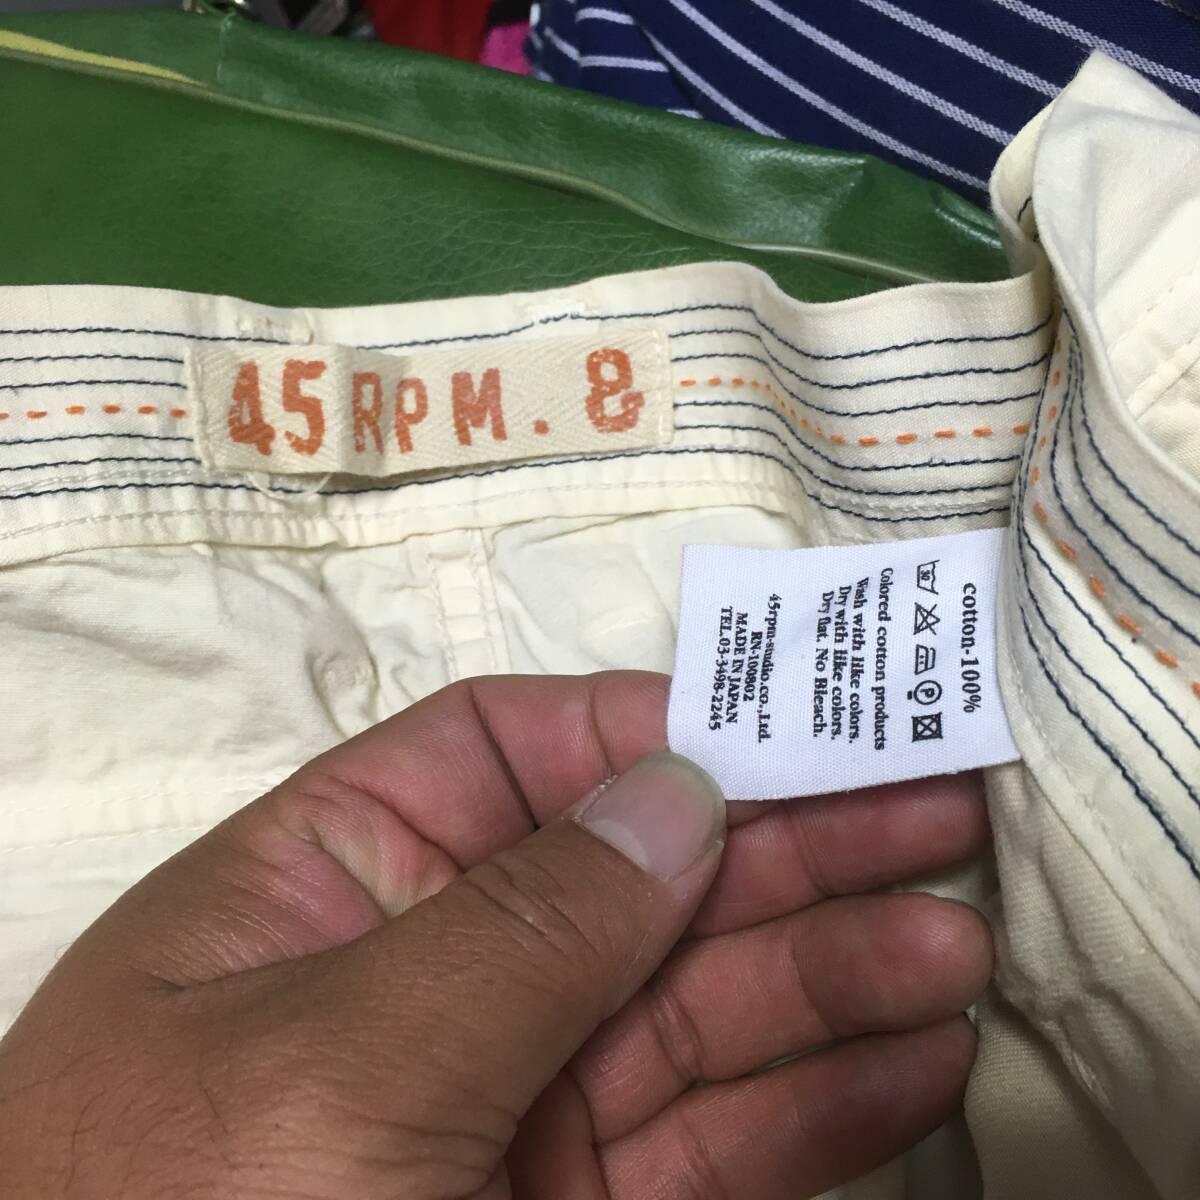 45RPM. &
cotton-100%
30
P
Colored cotton products
Wash with like colors.
Dry with like colors.
Dry flat. No Bleach.
45rpm-studio.co.,Ltd.
RN-100802
MADE IN JAPAN
TEL.03-3498-2245